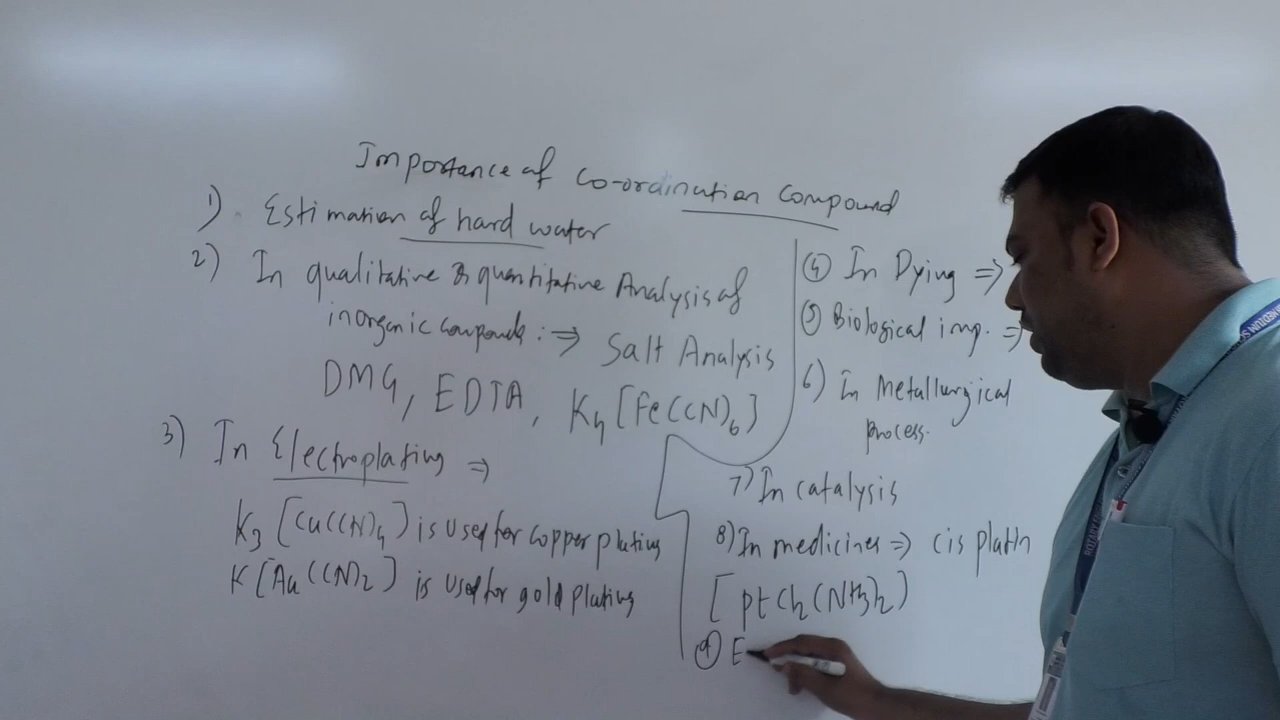 Importance of Co-ordination Compound
1) Estimation of hard water
2) In qualitative & quantitative Analysis of
inorganic compounds :⇒ Salt Analysis
DMG, EDTA, K4[Fe(CN)6]
3) In Electroplating ⇒
K3 [Cu(CN)4] is used for copper plating
K[Au(CN)2] is used for gold plating
④ In Dying ⇒
⑤ Biological imp. ⇒
6) In Metallurgical
process.
7) In catalysis
8) In medicines ⇒ cis platin
[ptCl2(NH3)2)
⑨ E